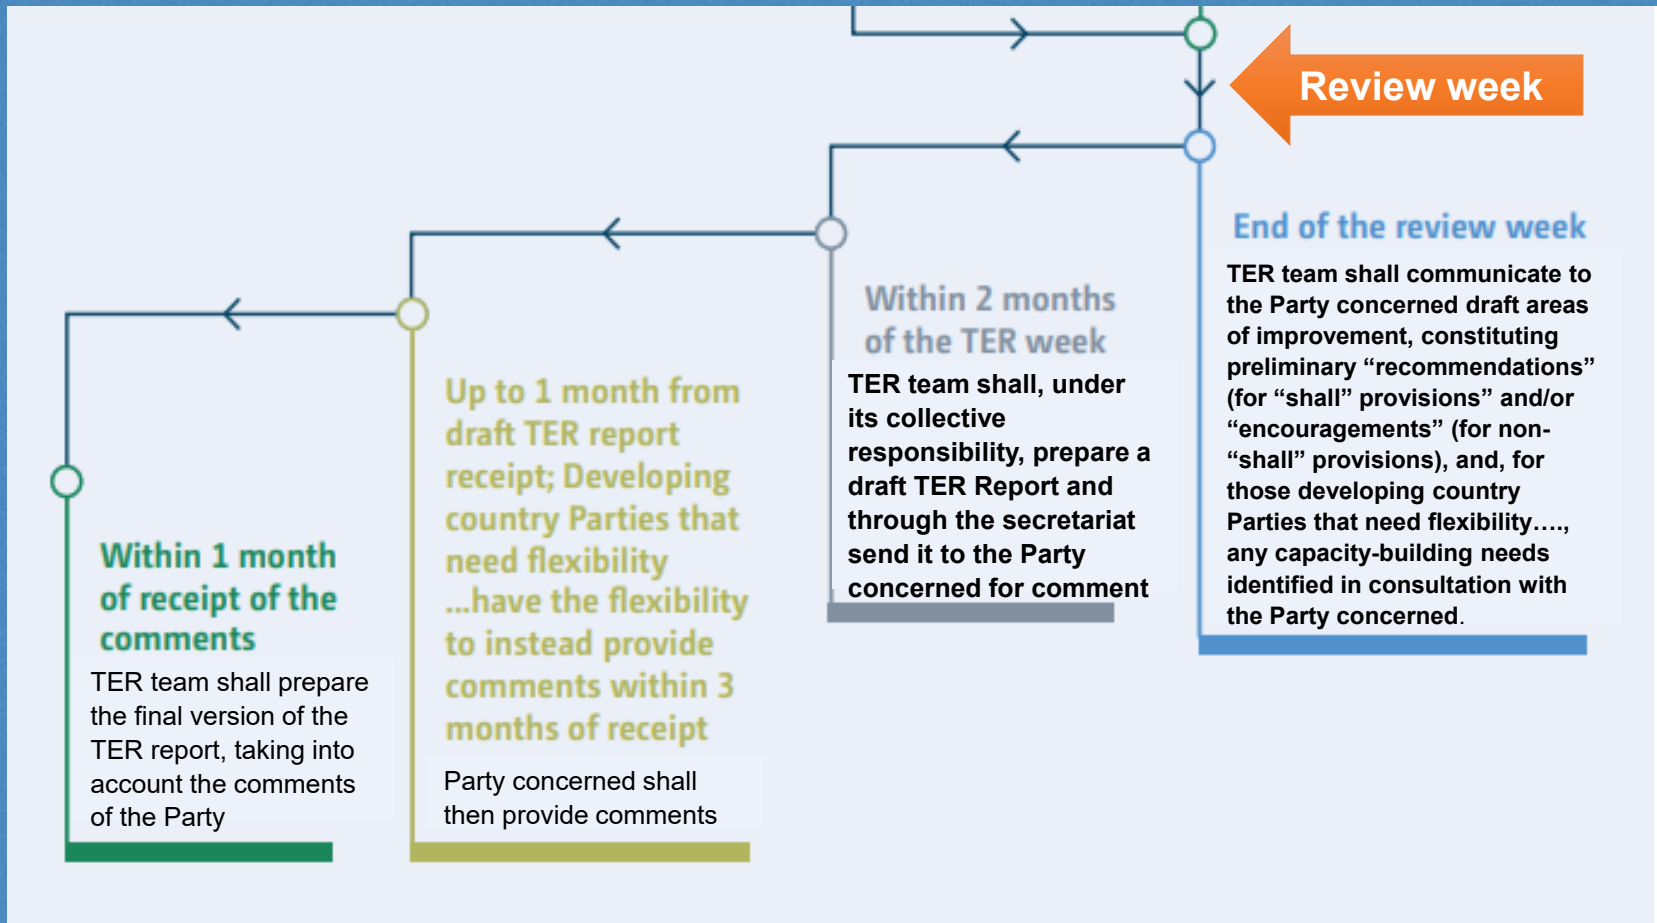 Review week
End of the review week
TER team shall communicate to
the Party concerned draft areas
of improvement, constituting
preliminary “recommendations”
(for “shall” provisions” and/or
“encouragements” (for non-
“shall” provisions), and, for
those developing country
Parties that need flexibility….,
any capacity-building needs
identified in consultation with
the Party concerned.
Within 2 months
of the TER week
TER team shall, under
its collective
responsibility, prepare a
draft TER Report and
through the secretariat
send it to the Party
concerned for comment
Up to 1 month from
draft TER report
receipt; Developing
country Parties that
need flexibility
...have the flexibility
to instead provide
comments within 3
months of receipt
Party concerned shall
then provide comments
Within 1 month
of receipt of the
comments
TER team shall prepare
the final version of the
TER report, taking into
account the comments
of the Party